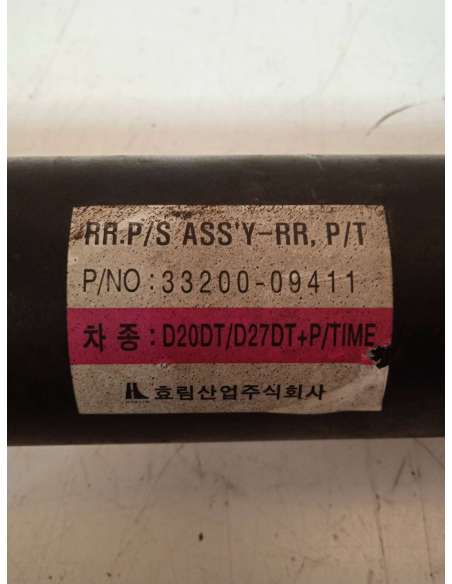 RR.P/S ASS'Y-RR, P/T
P/NO : 33200-09411
차 종 : D20DT/D27DT+P/TIME
효림산업주식회사